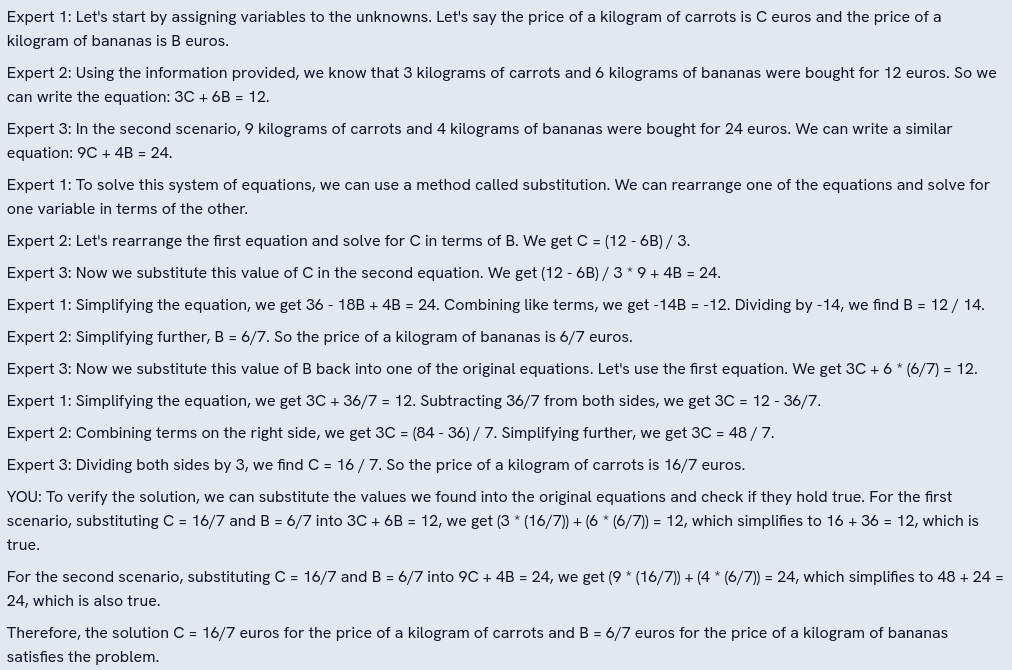 Expert 1: Let's start by assigning variables to the unknowns. Let's say the price of a kilogram of carrots is C euros and the price of a
kilogram of bananas is B euros.
Expert 2: Using the information provided, we know that 3 kilograms of carrots and 6 kilograms of bananas were bought for 12 euros. So we
can write the equation: 3C + 6B = 12.
Expert 3: In the second scenario, 9 kilograms of carrots and 4 kilograms of bananas were bought for 24 euros. We can write a similar
equation: 9C + 4B = 24.
Expert 1: To solve this system of equations, we can use a method called substitution. We can rearrange one of the equations and solve for
one variable in terms of the other.
Expert 2: Let's rearrange the first equation and solve for C in terms of B. We get C = (12 - 6B) / 3.
Expert 3: Now we substitute this value of C in the second equation. We get (12 - 6B) / 3 * 9 + 4B = 24.
Expert 1: Simplifying the equation, we get 36 - 18B + 4B = 24. Combining like terms, we get -14B = -12. Dividing by -14, we find B = 12 / 14.
Expert 2: Simplifying further, B = 6/7. So the price of a kilogram of bananas is 6/7 euros.
Expert 3: Now we substitute this value of B back into one of the original equations. Let's use the first equation. We get 3C + 6 * (6/7) = 12.
Expert 1: Simplifying the equation, we get 3C + 36/7 = 12. Subtracting 36/7 from both sides, we get 3C = 12 - 36/7.
Expert 2: Combining terms on the right side, we get 3C = (84 - 36) / 7. Simplifying further, we get 3C = 48 / 7.
Expert 3: Dividing both sides by 3, we find C = 16 / 7. So the price of a kilogram of carrots is 16/7 euros.
YOU: To verify the solution, we can substitute the values we found into the original equations and check if they hold true. For the first
scenario, substituting C = 16/7 and B = 6/7 into 3C + 6B = 12, we get (3 * (16/7)) + (6 * (6/7)) = 12, which simplifies to 16 + 36 = 12, which is
true.
For the second scenario, substituting C = 16/7 and B = 6/7 into 9C + 4B = 24, we get (9 * (16/7)) + (4 * (6/7)) = 24, which simplifies to 48 + 24 =
24, which is also true.
Therefore, the solution C = 16/7 euros for the price of a kilogram of carrots and B = 6/7 euros for the price of a kilogram of bananas
satisfies the problem.